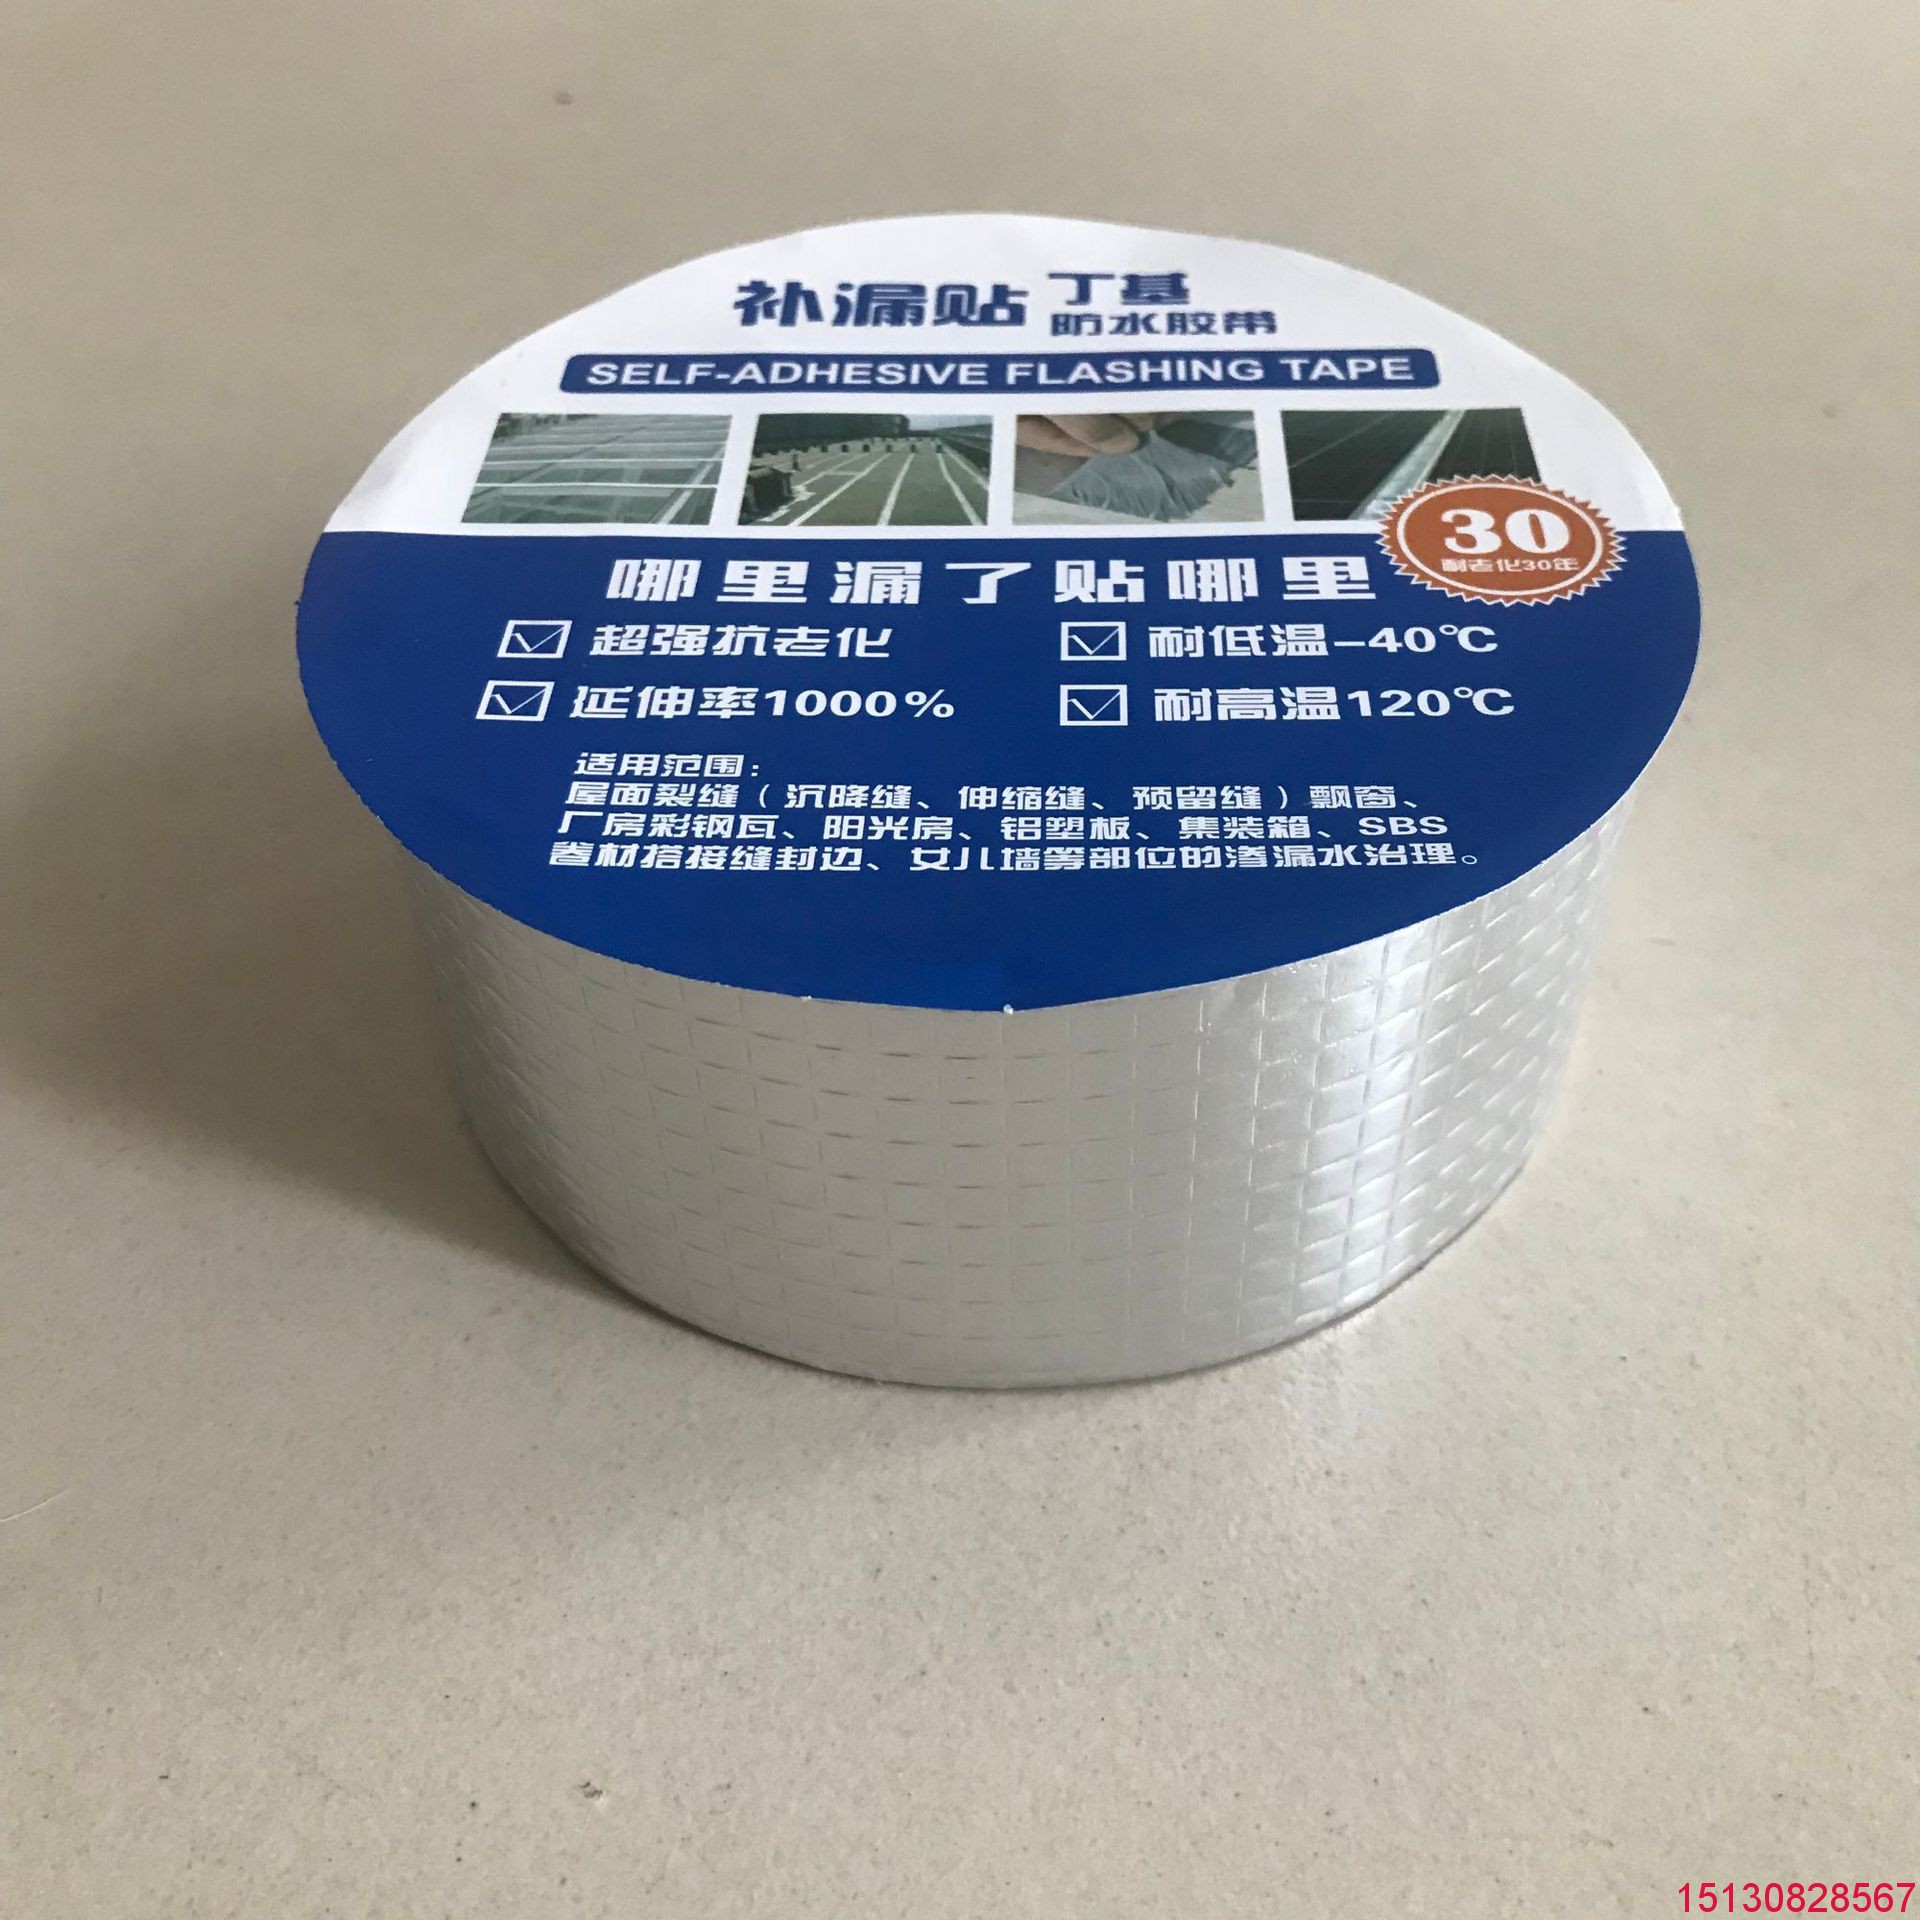 补漏贴 丁基
防水胶带
SELF-ADHESIVE FLASHING TAPE
30
耐老化30年
哪里漏了贴哪里
超强抗老化
耐低温-40℃
延伸率1000%
耐高温120℃
适用范围:
屋面裂缝(沉降缝、伸缩缝、预留缝)飘窗、
厂房彩钢瓦、阳光房、铝塑板、集装箱、SBS
卷材搭接缝封边、女儿墙等部位的渗漏水治理。
15130828567